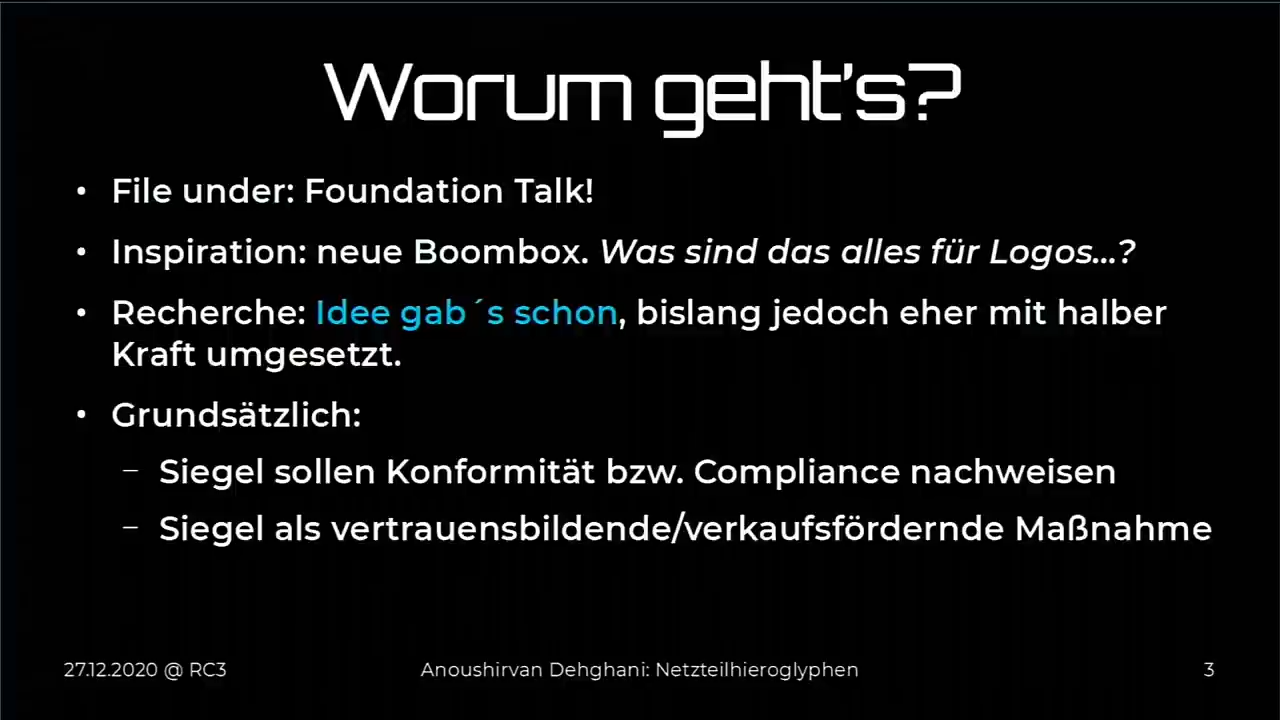 Worum geht's?
• File under: Foundation Talk!
• Inspiration: neue Boombox. Was sind das alles für Logos...?
• Recherche: Idee gab´s schon, bislang jedoch eher mit halber
Kraft umgesetzt.
• Grundsätzlich:
– Siegel sollen Konformität bzw. Compliance nachweisen
– Siegel als vertrauensbildende/verkaufsfördernde Maßnahme
27.12.2020 @ RC3 Anoushirvan Dehghani: Netzteilhieroglyphen 3